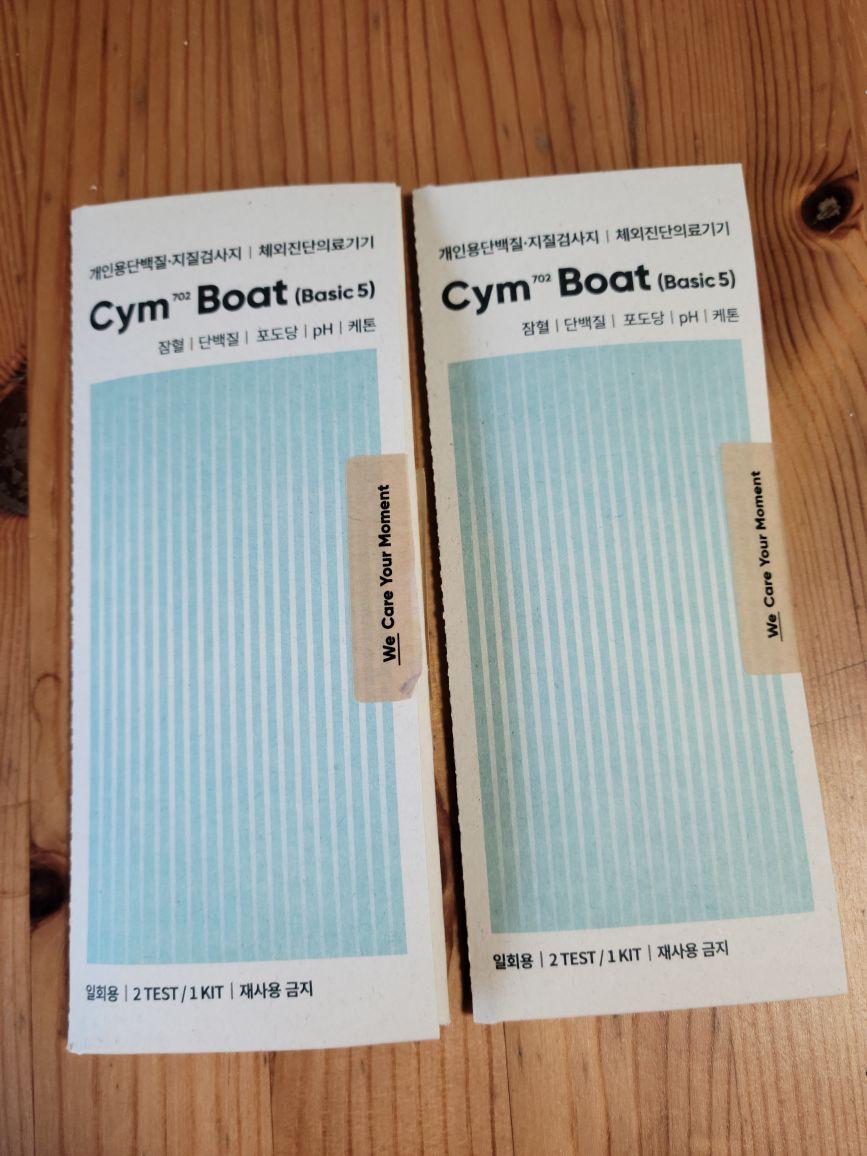 개인용단백질·지질검사지 | 체외진단의료기기
Cym 702 Boat (Basic 5)
잠혈 | 단백질 | 포도당 | pH | 케톤
We Care Your Moment
일회용 | 2 TEST / 1 KIT | 재사용 금지
개인용단백질·지질검사지 | 체외진단의료기기
Cym 702 Boat (Basic 5)
잠혈 | 단백질 | 포도당 | pH | 케톤
We Care Your Moment
일회용 | 2 TEST / 1 KIT | 재사용 금지